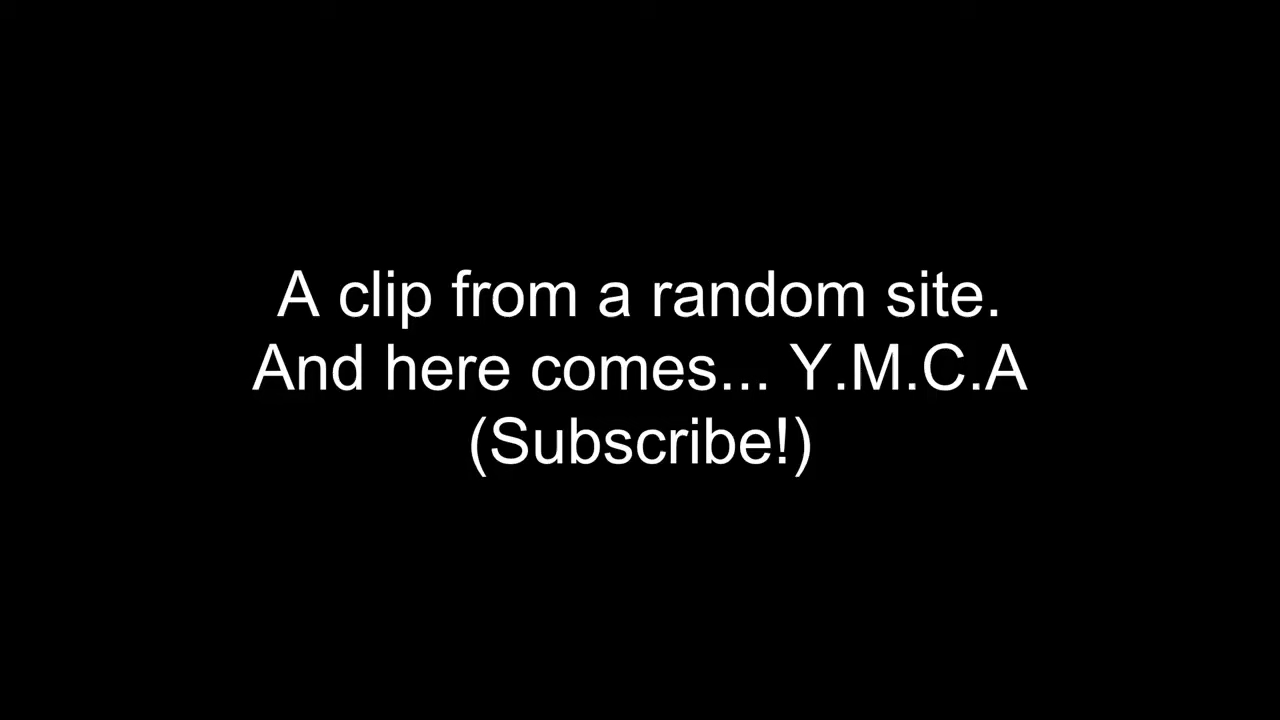 A clip from a random site.
And here comes... Y.M.C.A
(Subscribe!)